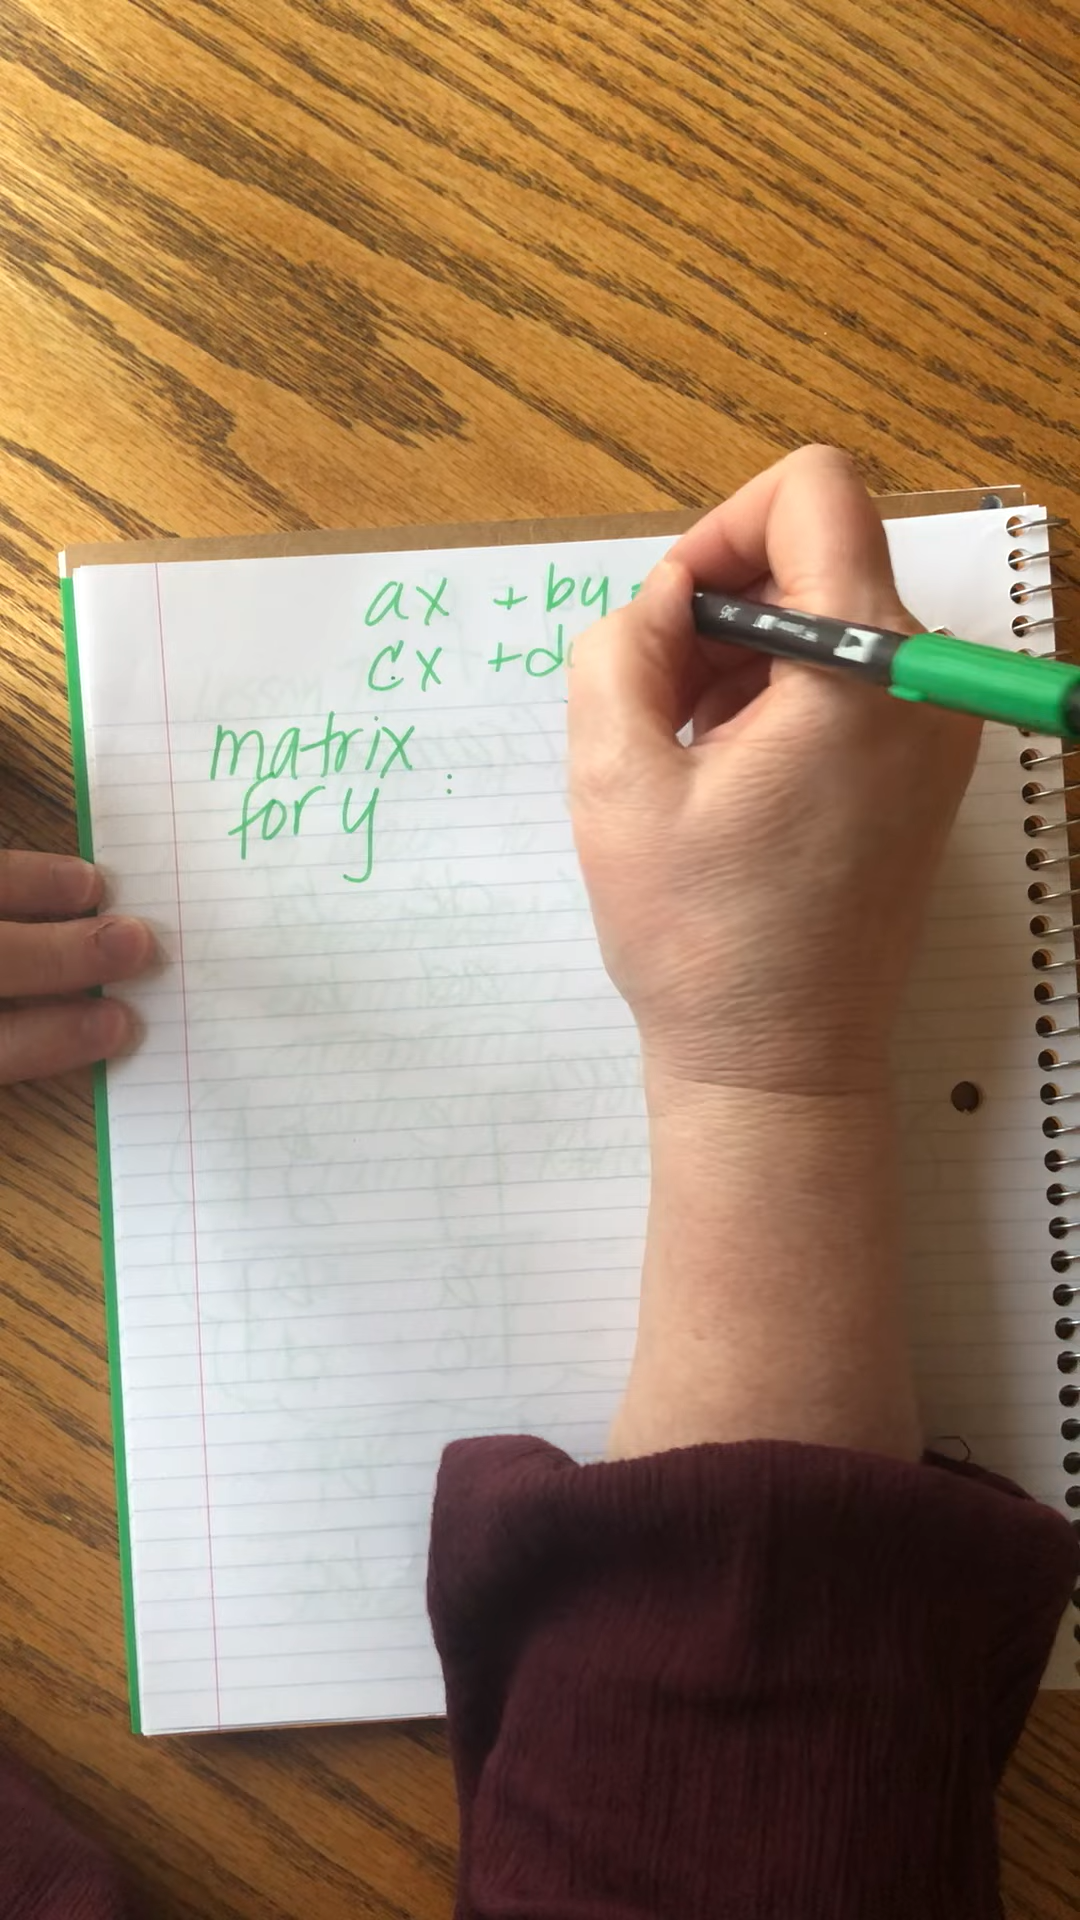 ax + by =
cx + d
matrix
for y :